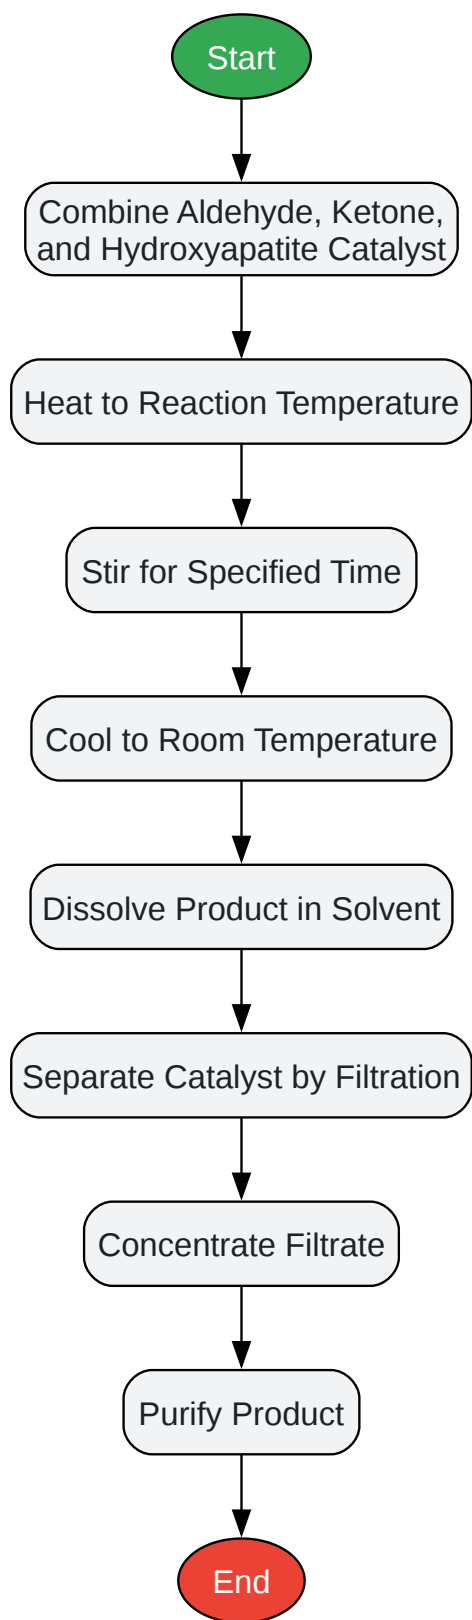 Start
Combine Aldehyde, Ketone,
and Hydroxyapatite Catalyst
Heat to Reaction Temperature
Stir for Specified Time
Cool to Room Temperature
Dissolve Product in Solvent
Separate Catalyst by Filtration
Concentrate Filtrate
Purify Product
End